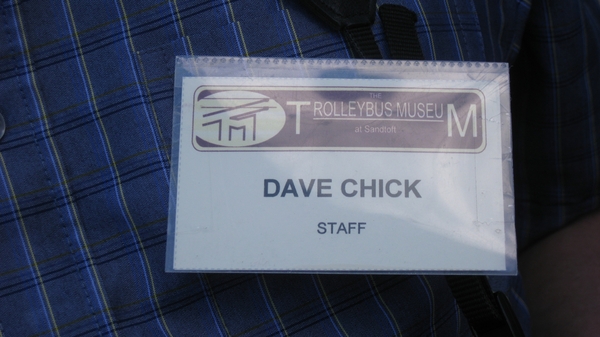 THE
TROLLEYBUS MUSEUM
at Sandtoft
DAVE CHICK
STAFF